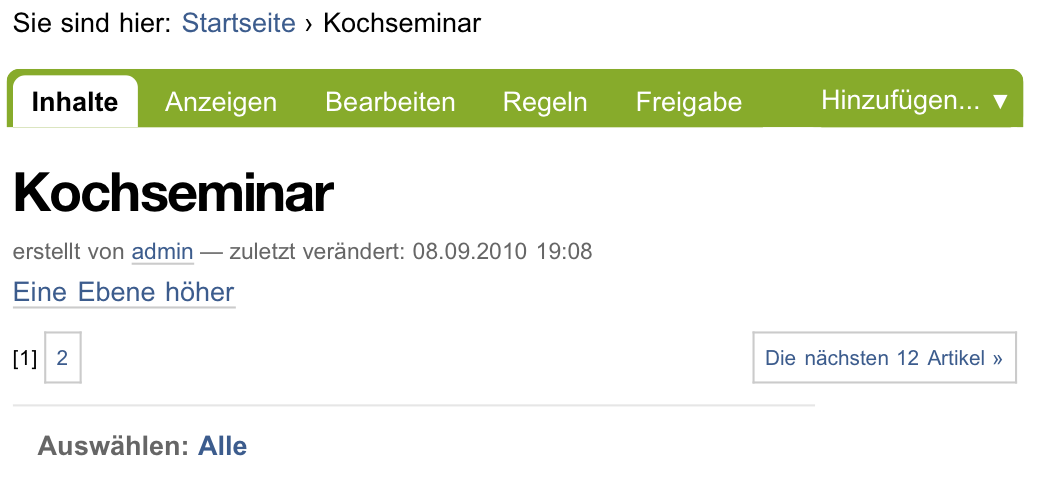 Sie sind hier: Startseite › Kochseminar
Inhalte Anzeigen Bearbeiten Regeln Freigabe Hinzufügen... ▼
Kochseminar
erstellt von admin — zuletzt verändert: 08.09.2010 19:08
Eine Ebene höher
[1] 2 Die nächsten 12 Artikel »
Auswählen: Alle